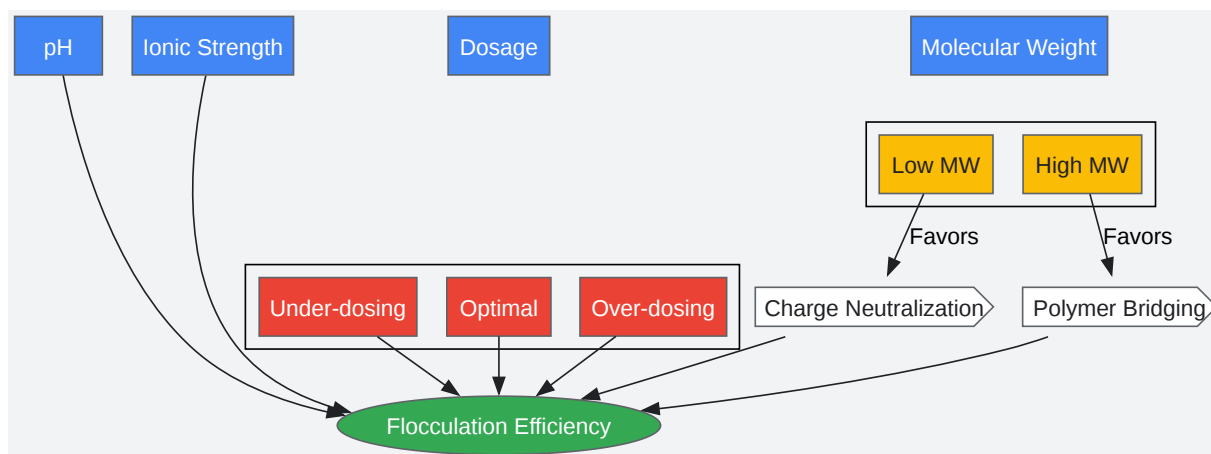 pH
Ionic Strength
Dosage
Molecular Weight
Low MW
High MW
Favors
Favors
Under-dosing
Optimal
Over-dosing
Charge Neutralization
Polymer Bridging
Flocculation Efficiency